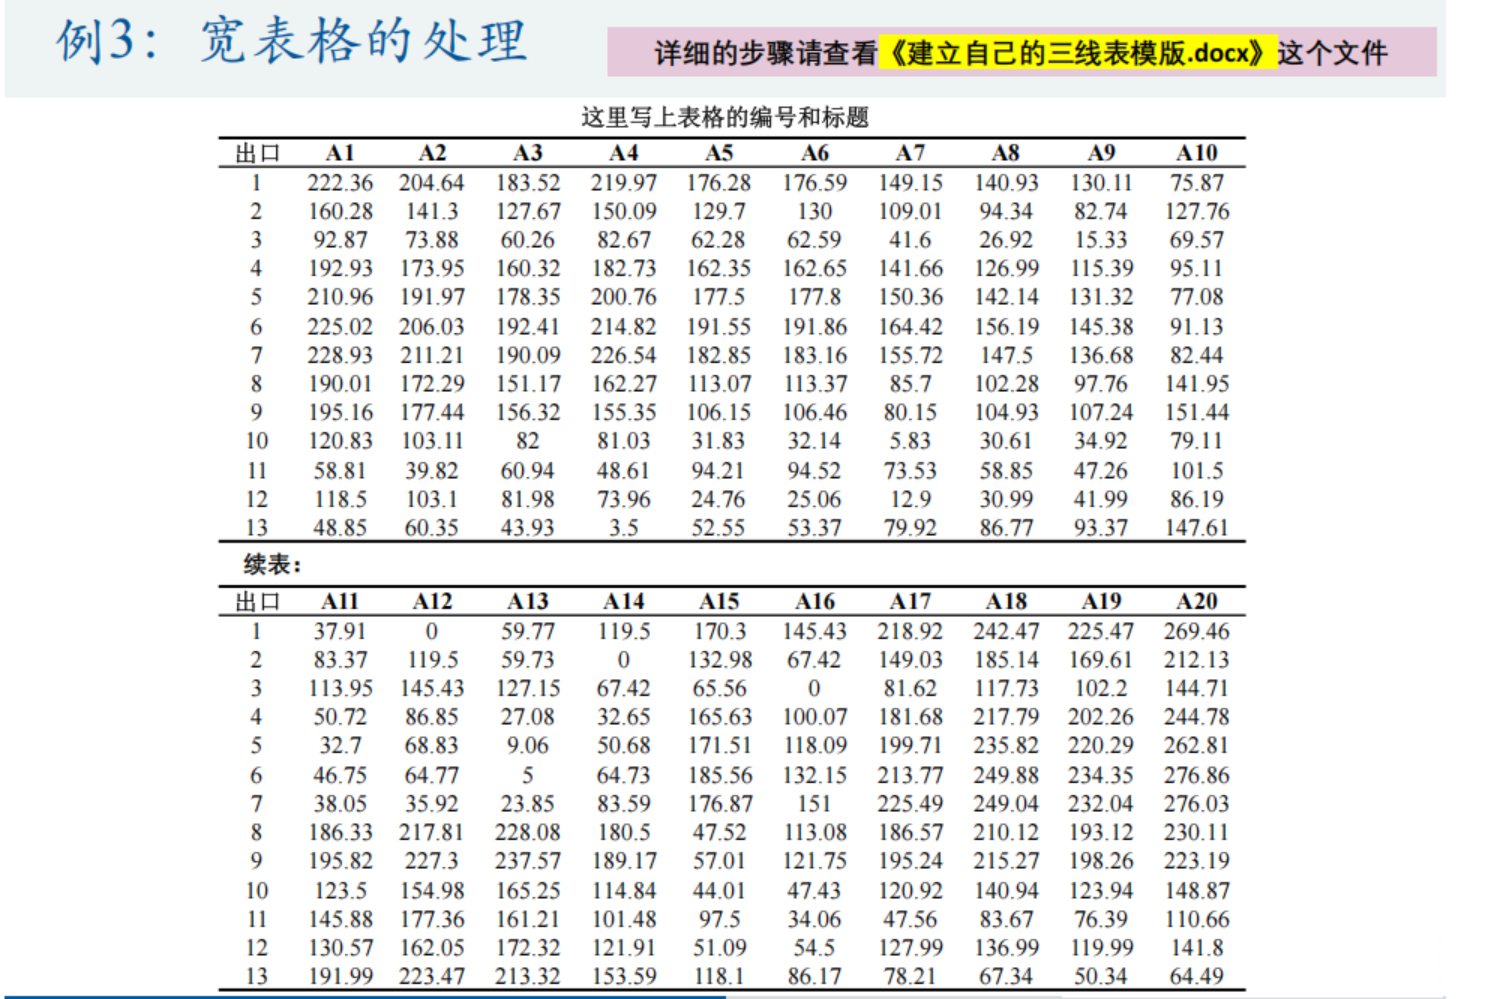 例3：宽表格的处理
详细的步骤请查看《建立自己的三线表模版.docx》这个文件
这里写上表格的编号和标题
出口 A1 A2 A3 A4 A5 A6 A7 A8 A9 A10
1 222.36 204.64 183.52 219.97 176.28 176.59 149.15 140.93 130.11 75.87
2 160.28 141.3 127.67 150.09 129.7 130 109.01 94.34 82.74 127.76
3 92.87 73.88 60.26 82.67 62.28 62.59 41.6 26.92 15.33 69.57
4 192.93 173.95 160.32 182.73 162.35 162.65 141.66 126.99 115.39 95.11
5 210.96 191.97 178.35 200.76 177.5 177.8 150.36 142.14 131.32 77.08
6 225.02 206.03 192.41 214.82 191.55 191.86 164.42 156.19 145.38 91.13
7 228.93 211.21 190.09 226.54 182.85 183.16 155.72 147.5 136.68 82.44
8 190.01 172.29 151.17 162.27 113.07 113.37 85.7 102.28 97.76 141.95
9 195.16 177.44 156.32 155.35 106.15 106.46 80.15 104.93 107.24 151.44
10 120.83 103.11 82 81.03 31.83 32.14 5.83 30.61 34.92 79.11
11 58.81 39.82 60.94 48.61 94.21 94.52 73.53 58.85 47.26 101.5
12 118.5 103.1 81.98 73.96 24.76 25.06 12.9 30.99 41.99 86.19
13 48.85 60.35 43.93 3.5 52.55 53.37 79.92 86.77 93.37 147.61
续表：
出口 A11 A12 A13 A14 A15 A16 A17 A18 A19 A20
1 37.91 0 59.77 119.5 170.3 145.43 218.92 242.47 225.47 269.46
2 83.37 119.5 59.73 0 132.98 67.42 149.03 185.14 169.61 212.13
3 113.95 145.43 127.15 67.42 65.56 0 81.62 117.73 102.2 144.71
4 50.72 86.85 27.08 32.65 165.63 100.07 181.68 217.79 202.26 244.78
5 32.7 68.83 9.06 50.68 171.51 118.09 199.71 235.82 220.29 262.81
6 46.75 64.77 5 64.73 185.56 132.15 213.77 249.88 234.35 276.86
7 38.05 35.92 23.85 83.59 176.87 151 225.49 249.04 232.04 276.03
8 186.33 217.81 228.08 180.5 47.52 113.08 186.57 210.12 193.12 230.11
9 195.82 227.3 237.57 189.17 57.01 121.75 195.24 215.27 198.26 223.19
10 123.5 154.98 165.25 114.84 44.01 47.43 120.92 140.94 123.94 148.87
11 145.88 177.36 161.21 101.48 97.5 34.06 47.56 83.67 76.39 110.66
12 130.57 162.05 172.32 121.91 51.09 54.5 127.99 136.99 119.99 141.8
13 191.99 223.47 213.32 153.59 118.1 86.17 78.21 67.34 50.34 64.49